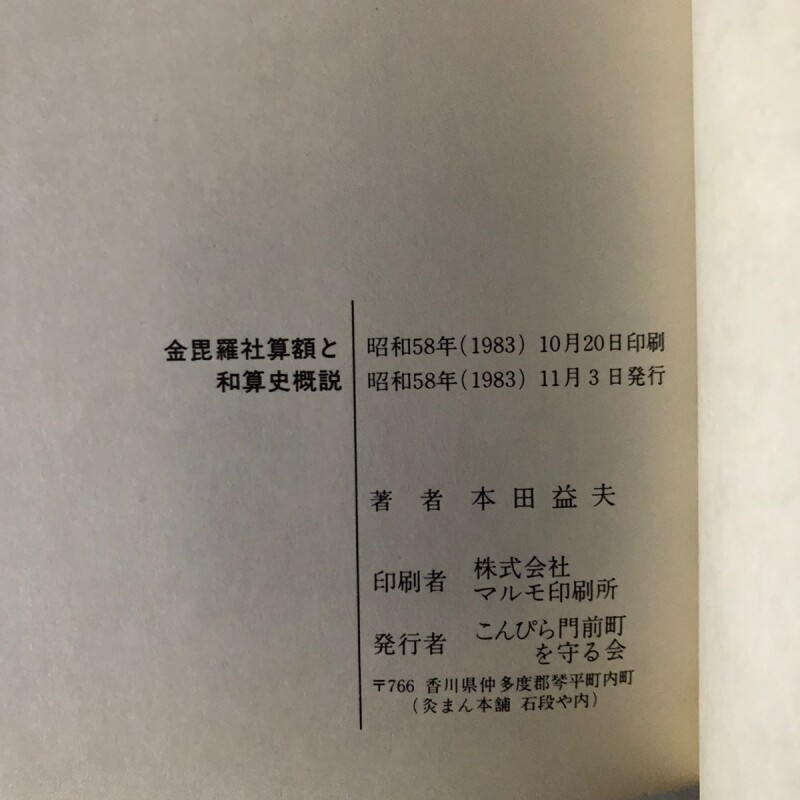 金毘羅社算額と
和算史概説
昭和58年(1983) 10月20日印刷
昭和58年(1983) 11月3日発行
著者 本田益夫
印刷者 株式会社
マルモ印刷所
発行者 こんぴら門前町
を守る会
〒766 香川県仲多度郡琴平町内町
(灸まん本舗 石段や内)